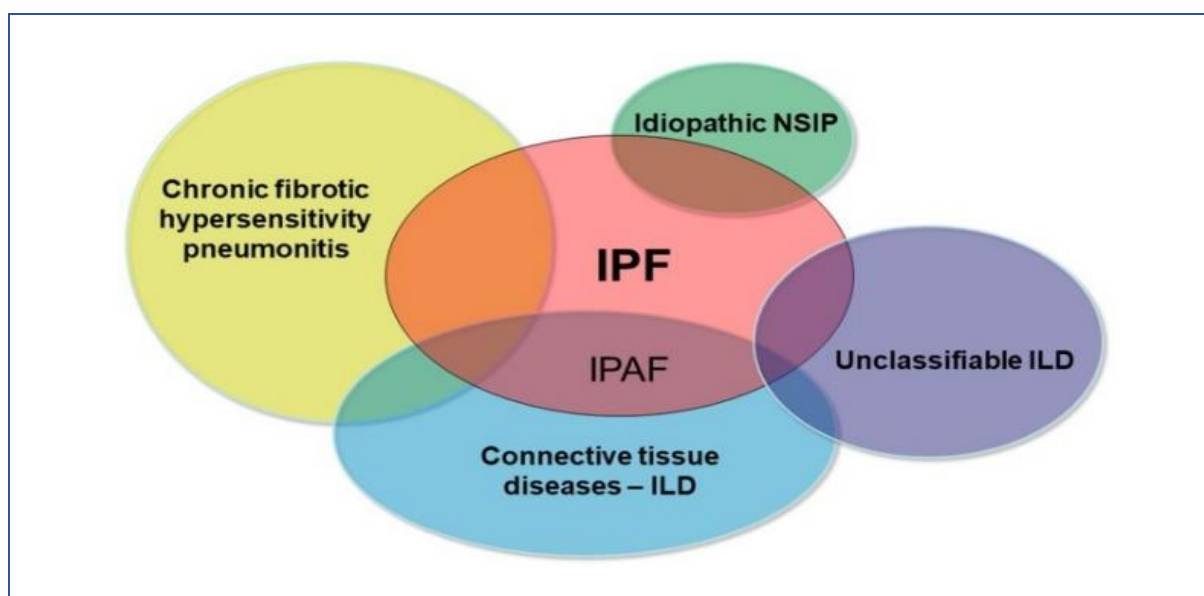 Idiopathic NSIP
Chronic fibrotic
hypersensitivity
pneumonitis
IPF
IPAF
Unclassifiable ILD
Connective tissue
diseases – ILD